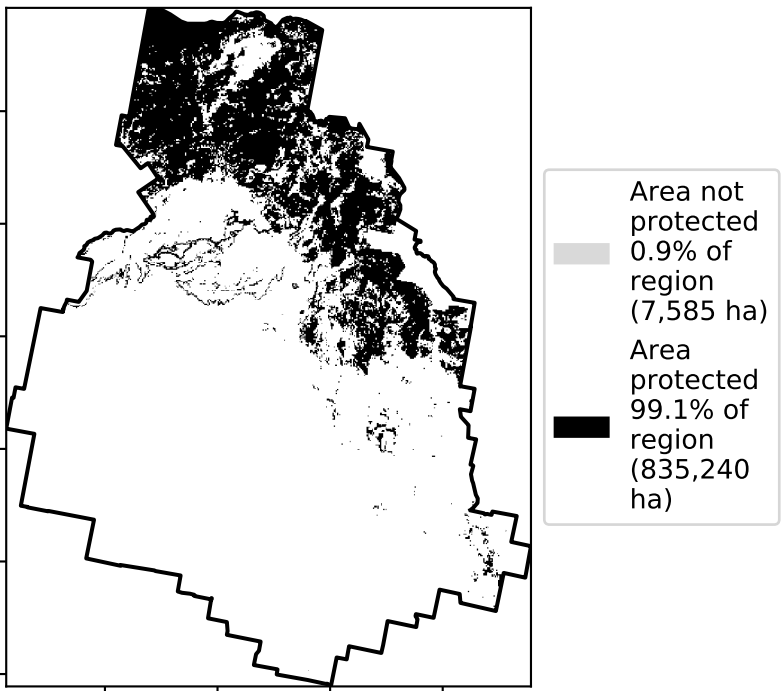 Area not
protected
0.9% of
region
(7,585 ha)
Area
protected
99.1% of
region
(835,240
ha)